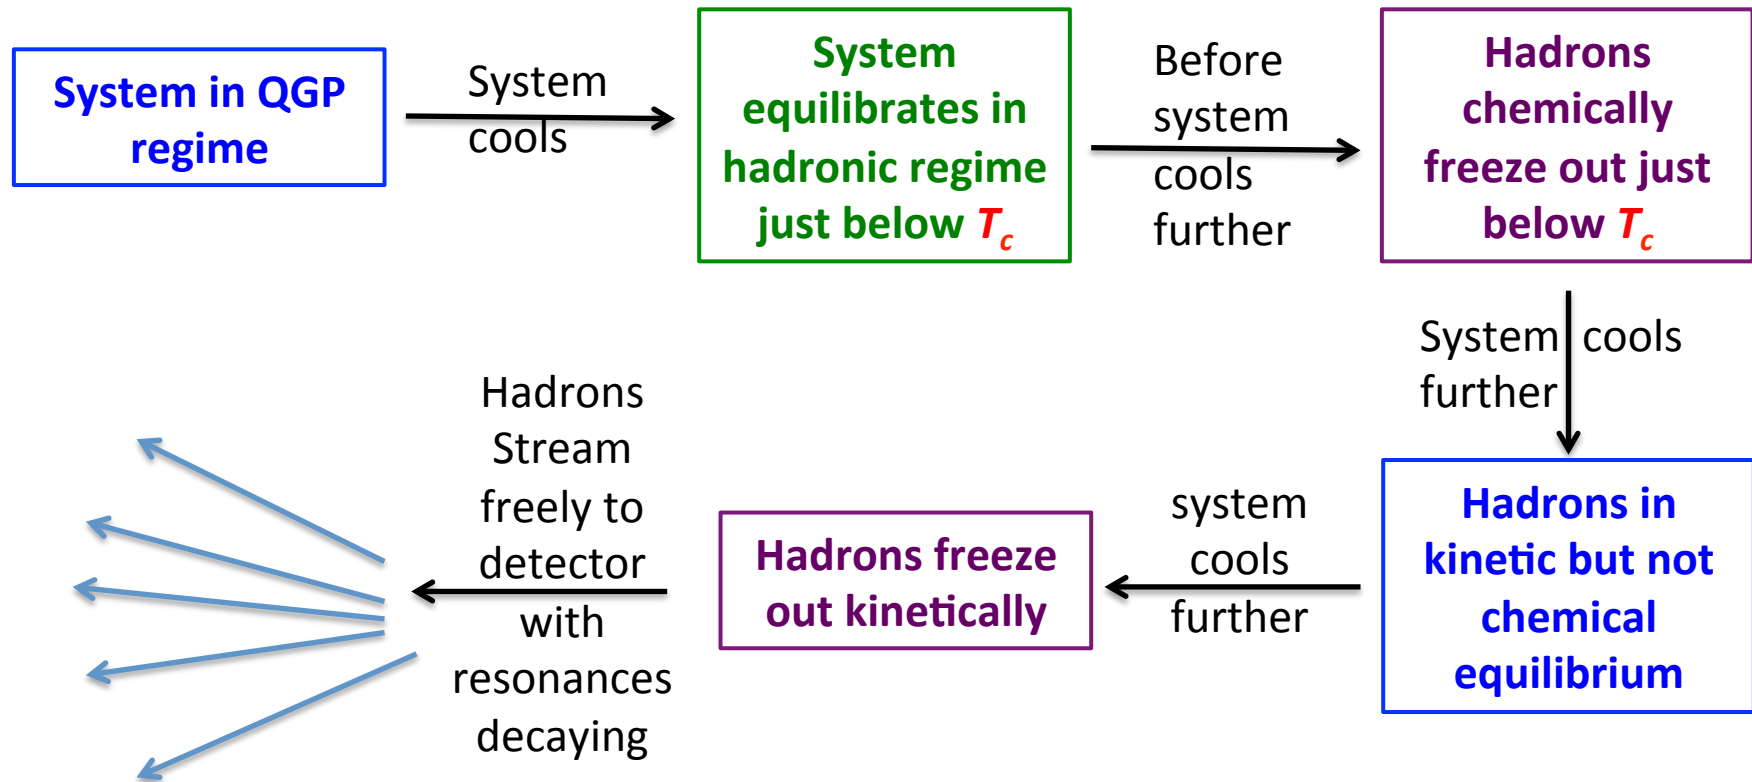 System in QGP
regime
System
cools
System
equilibrates in
hadronic regime
just below T_c
Before
system
cools
further
Hadrons
chemically
freeze out just
below T_c
System cools
further
Hadrons in
kinetic but not
chemical
equilibrium
system
cools
further
Hadrons freeze
out kinetically
Hadrons
Stream
freely to
detector
with
resonances
decaying